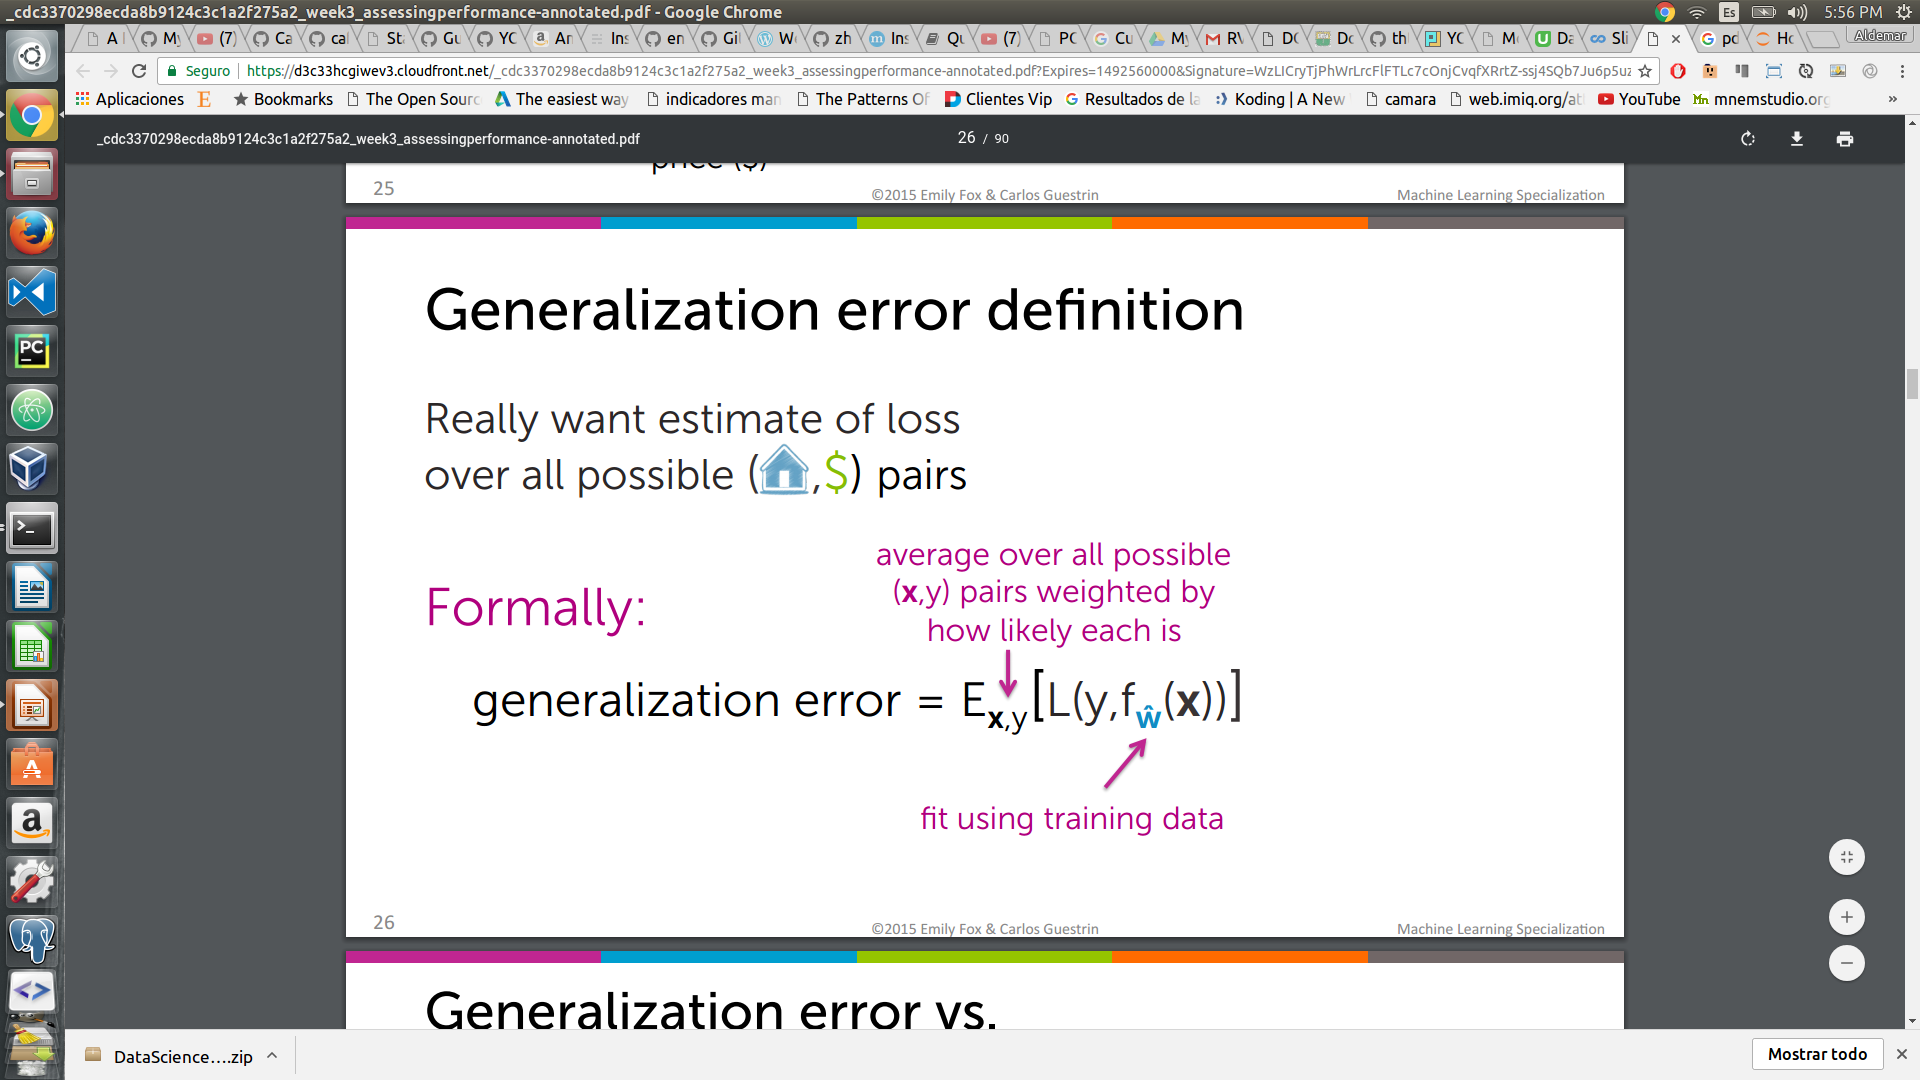 _cdc3370298ecda8b9124c3c1a2f275a2_week3_assessingperformance-annotated.pdf - Google Chrome
Es
5:56 PM
Aldemar
Seguro
https://d3c33hcgiwev3.cloudfront.net/_cdc3370298ecda8b9124c3c1a2f275a2_week3_assessingperformance-annotated.pdf?Expires=1492560000&Signature=WzLICryTjPhWrLrcFlFTLc7cOnjCvqfXRrtZ-ssj4SQb7Ju6p5uz
Aplicaciones
Bookmarks
The Open Sourc
The easiest way
indicadores man
The Patterns Of
Clientes Vip
Resultados de la
Koding | A New
camara
web.imiq.org/at
YouTube
mnemstudio.org
»
_cdc3370298ecda8b9124c3c1a2f275a2_week3_assessingperformance-annotated.pdf
26 / 90
price ($)
25
©2015 Emily Fox & Carlos Guestrin
Machine Learning Specialization
Generalization error definition
Really want estimate of loss
over all possible ( ,$) pairs
average over all possible
(x,y) pairs weighted by
how likely each is
Formally:
generalization error = E x,y [L(y,f ŵ (x))]
fit using training data
26
©2015 Emily Fox & Carlos Guestrin
Machine Learning Specialization
Generalization error vs.
DataScience....zip
Mostrar todo